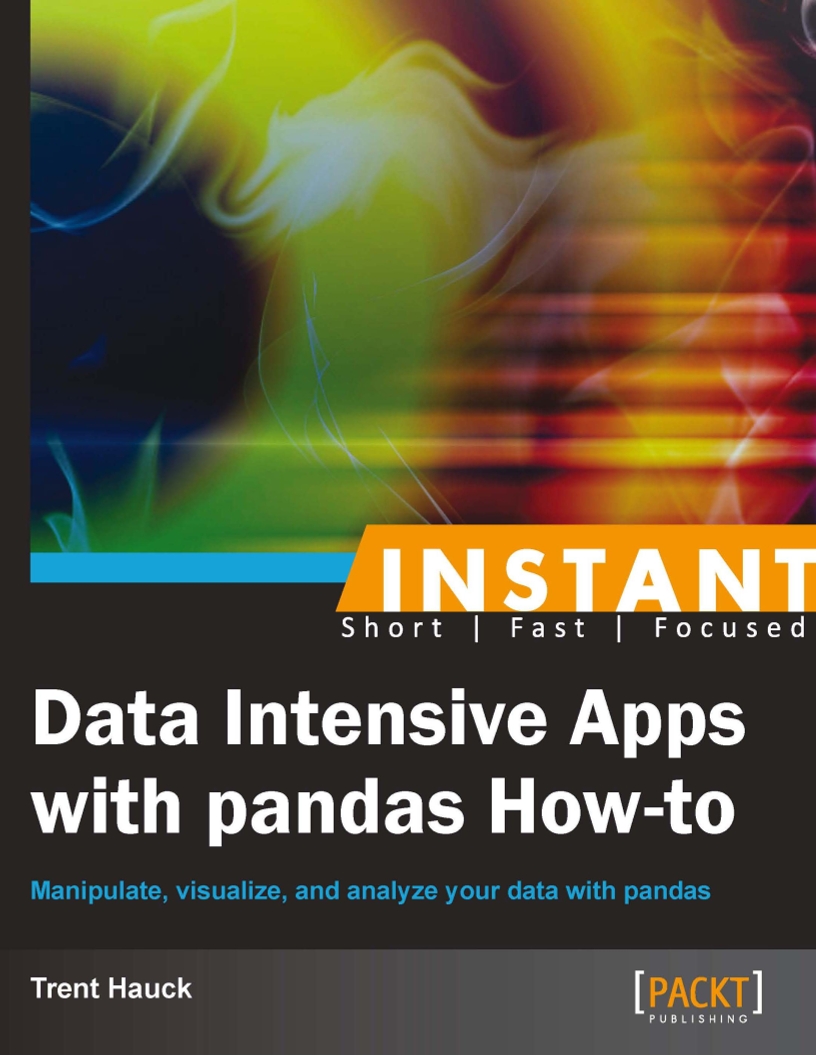 INSTANT
Short | Fast | Focused
Data Intensive Apps
with pandas How-to
Manipulate, visualize, and analyze your data with pandas
Trent Hauck
[PACKT]
PUBLISHING